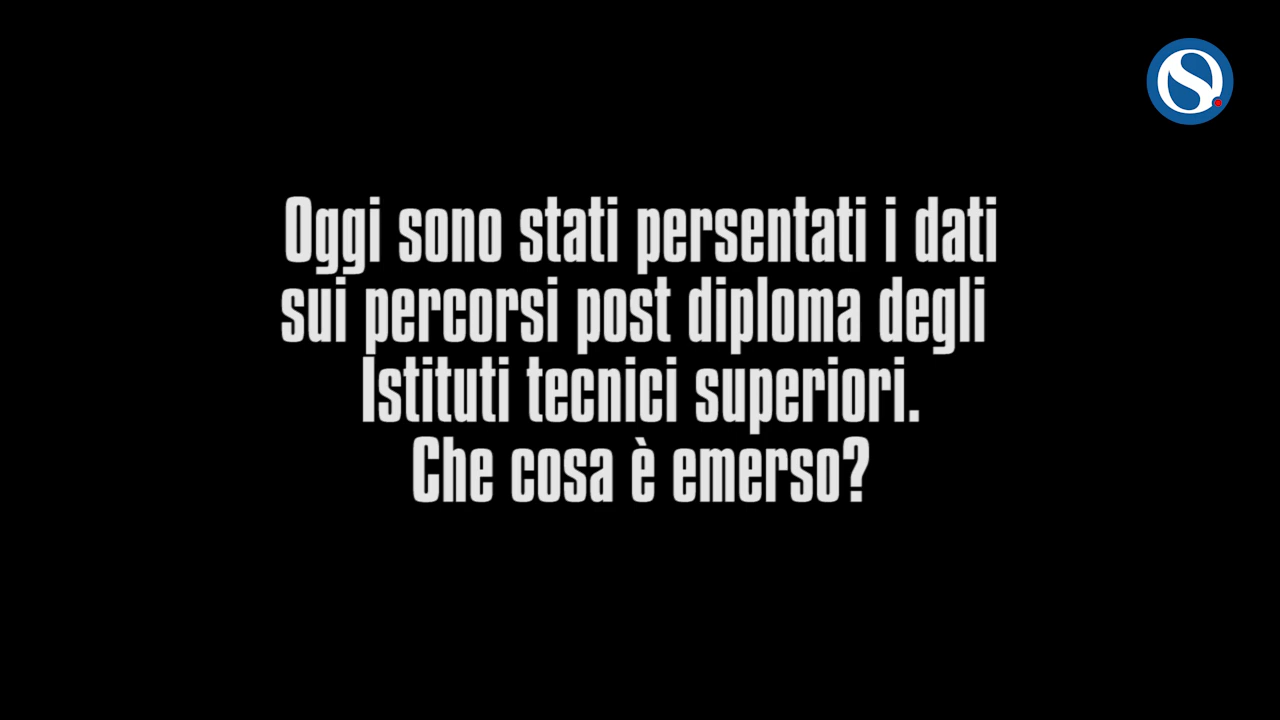 Oggi sono stati persentati i dati
sui percorsi post diploma degli
Istituti tecnici superiori.
Che cosa è emerso?